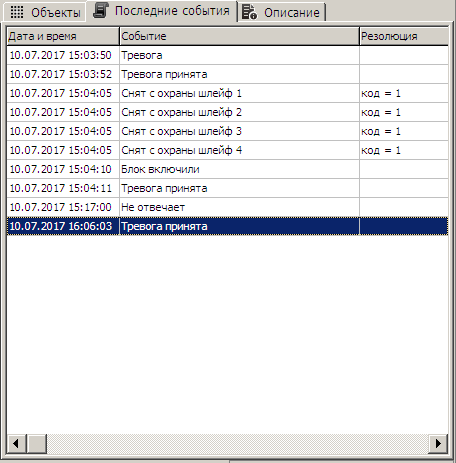 Объекты Последние события Описание
Дата и время Событие Резолюция
10.07.2017 15:03:50 Тревога
10.07.2017 15:03:52 Тревога принята
10.07.2017 15:04:05 Снят с охраны шлейф 1 код = 1
10.07.2017 15:04:05 Снят с охраны шлейф 2 код = 1
10.07.2017 15:04:05 Снят с охраны шлейф 3 код = 1
10.07.2017 15:04:05 Снят с охраны шлейф 4 код = 1
10.07.2017 15:04:10 Блок включили
10.07.2017 15:04:11 Тревога принята
10.07.2017 15:17:00 Не отвечает
10.07.2017 16:06:03 Тревога принята